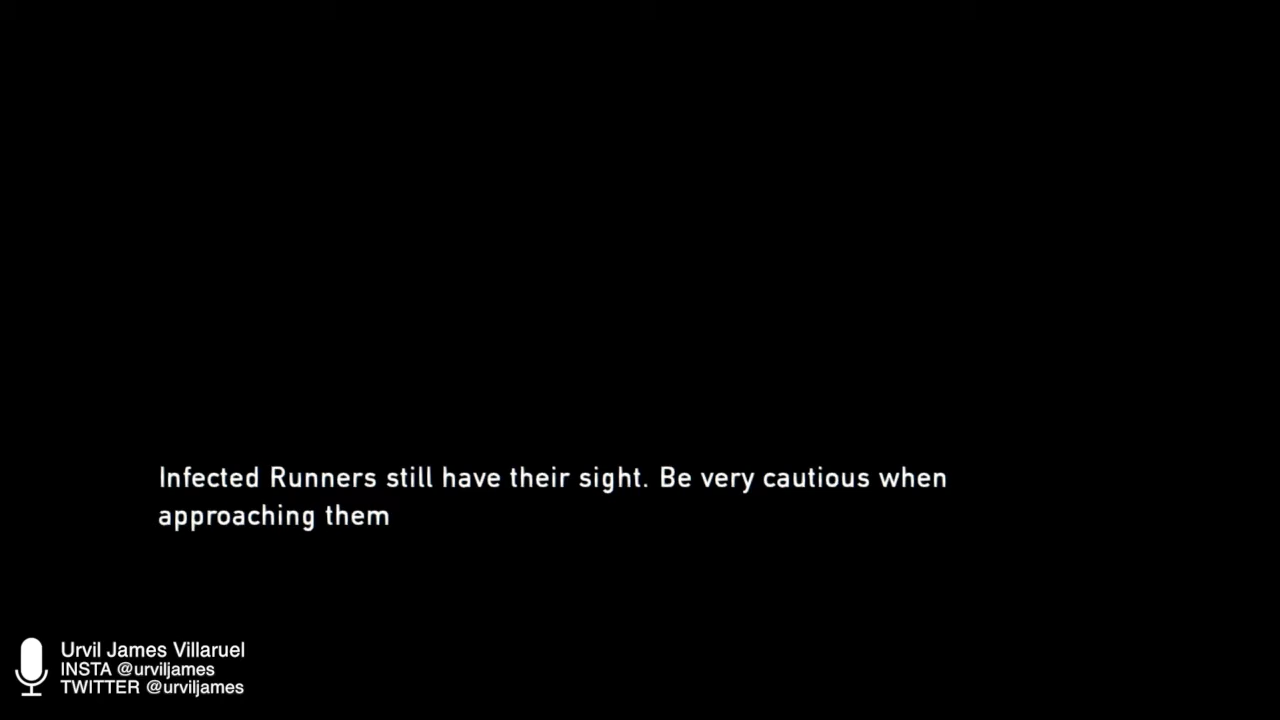 Infected Runners still have their sight. Be very cautious when
approaching them
Urvil James Villaruel
INSTA @urviljames
TWITTER @urviljames